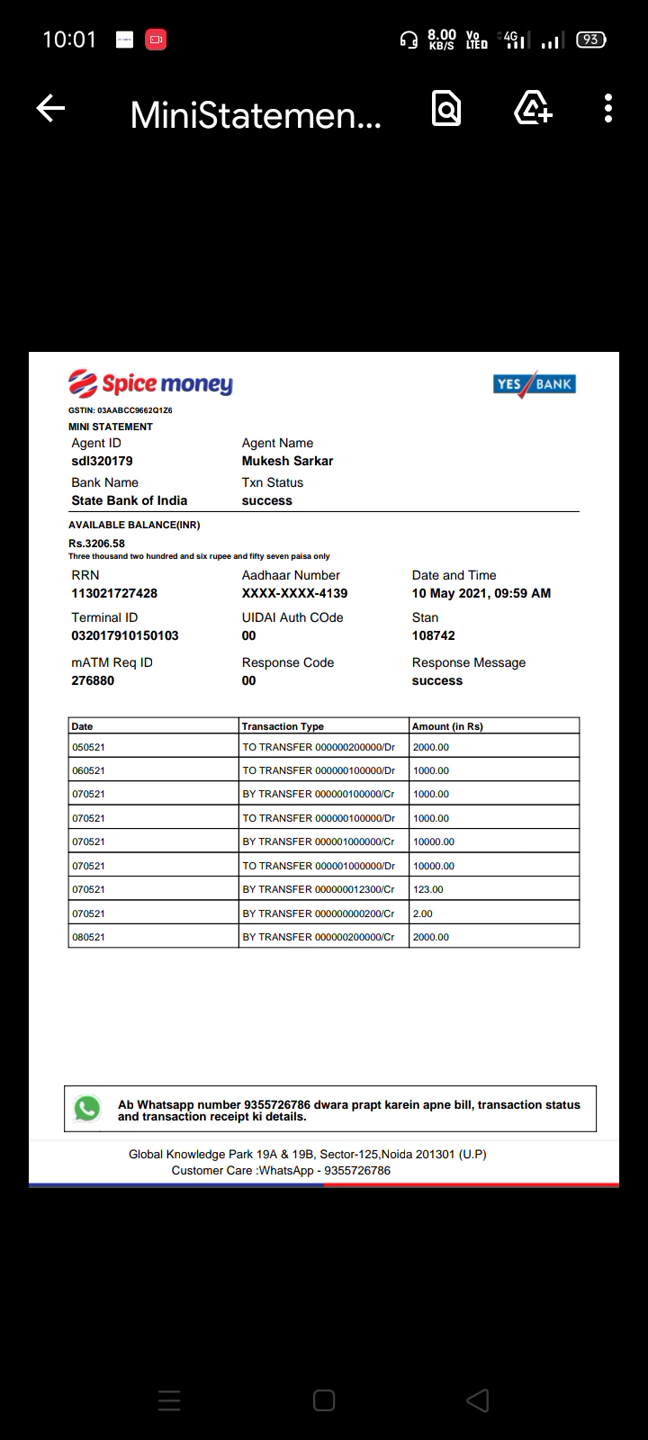 10:01 8.00 KB/S Vo LTED 4G 93
MiniStatemen...
Spice money YES BANK
GSTIN: 03AABCC9662Q1Z6
MINI STATEMENT
Agent ID Agent Name
sdl320179 Mukesh Sarkar
Bank Name Txn Status
State Bank of India success
AVAILABLE BALANCE(INR)
Rs.3206.58
Three thousand two hundred and six rupee and fifty seven paisa only
RRN Aadhaar Number Date and Time
113021727428 XXXX-XXXX-4139 10 May 2021, 09:59 AM
Terminal ID UIDAI Auth COde Stan
032017910150103 00 108742
mATM Req ID Response Code Response Message
276880 00 success
Date Transaction Type Amount (in Rs)
050521 TO TRANSFER 000000200000/Dr 2000.00
060521 TO TRANSFER 000000100000/Dr 1000.00
070521 BY TRANSFER 000000100000/Cr 1000.00
070521 TO TRANSFER 000000100000/Dr 1000.00
070521 BY TRANSFER 000001000000/Cr 10000.00
070521 TO TRANSFER 000001000000/Dr 10000.00
070521 BY TRANSFER 000000012300/Cr 123.00
070521 BY TRANSFER 000000000200/Cr 2.00
080521 BY TRANSFER 000000200000/Cr 2000.00
Ab Whatsapp number 9355726786 dwara prapt karein apne bill, transaction status
and transaction receipt ki details.
Global Knowledge Park 19A & 19B, Sector-125,Noida 201301 (U.P)
Customer Care :WhatsApp - 9355726786